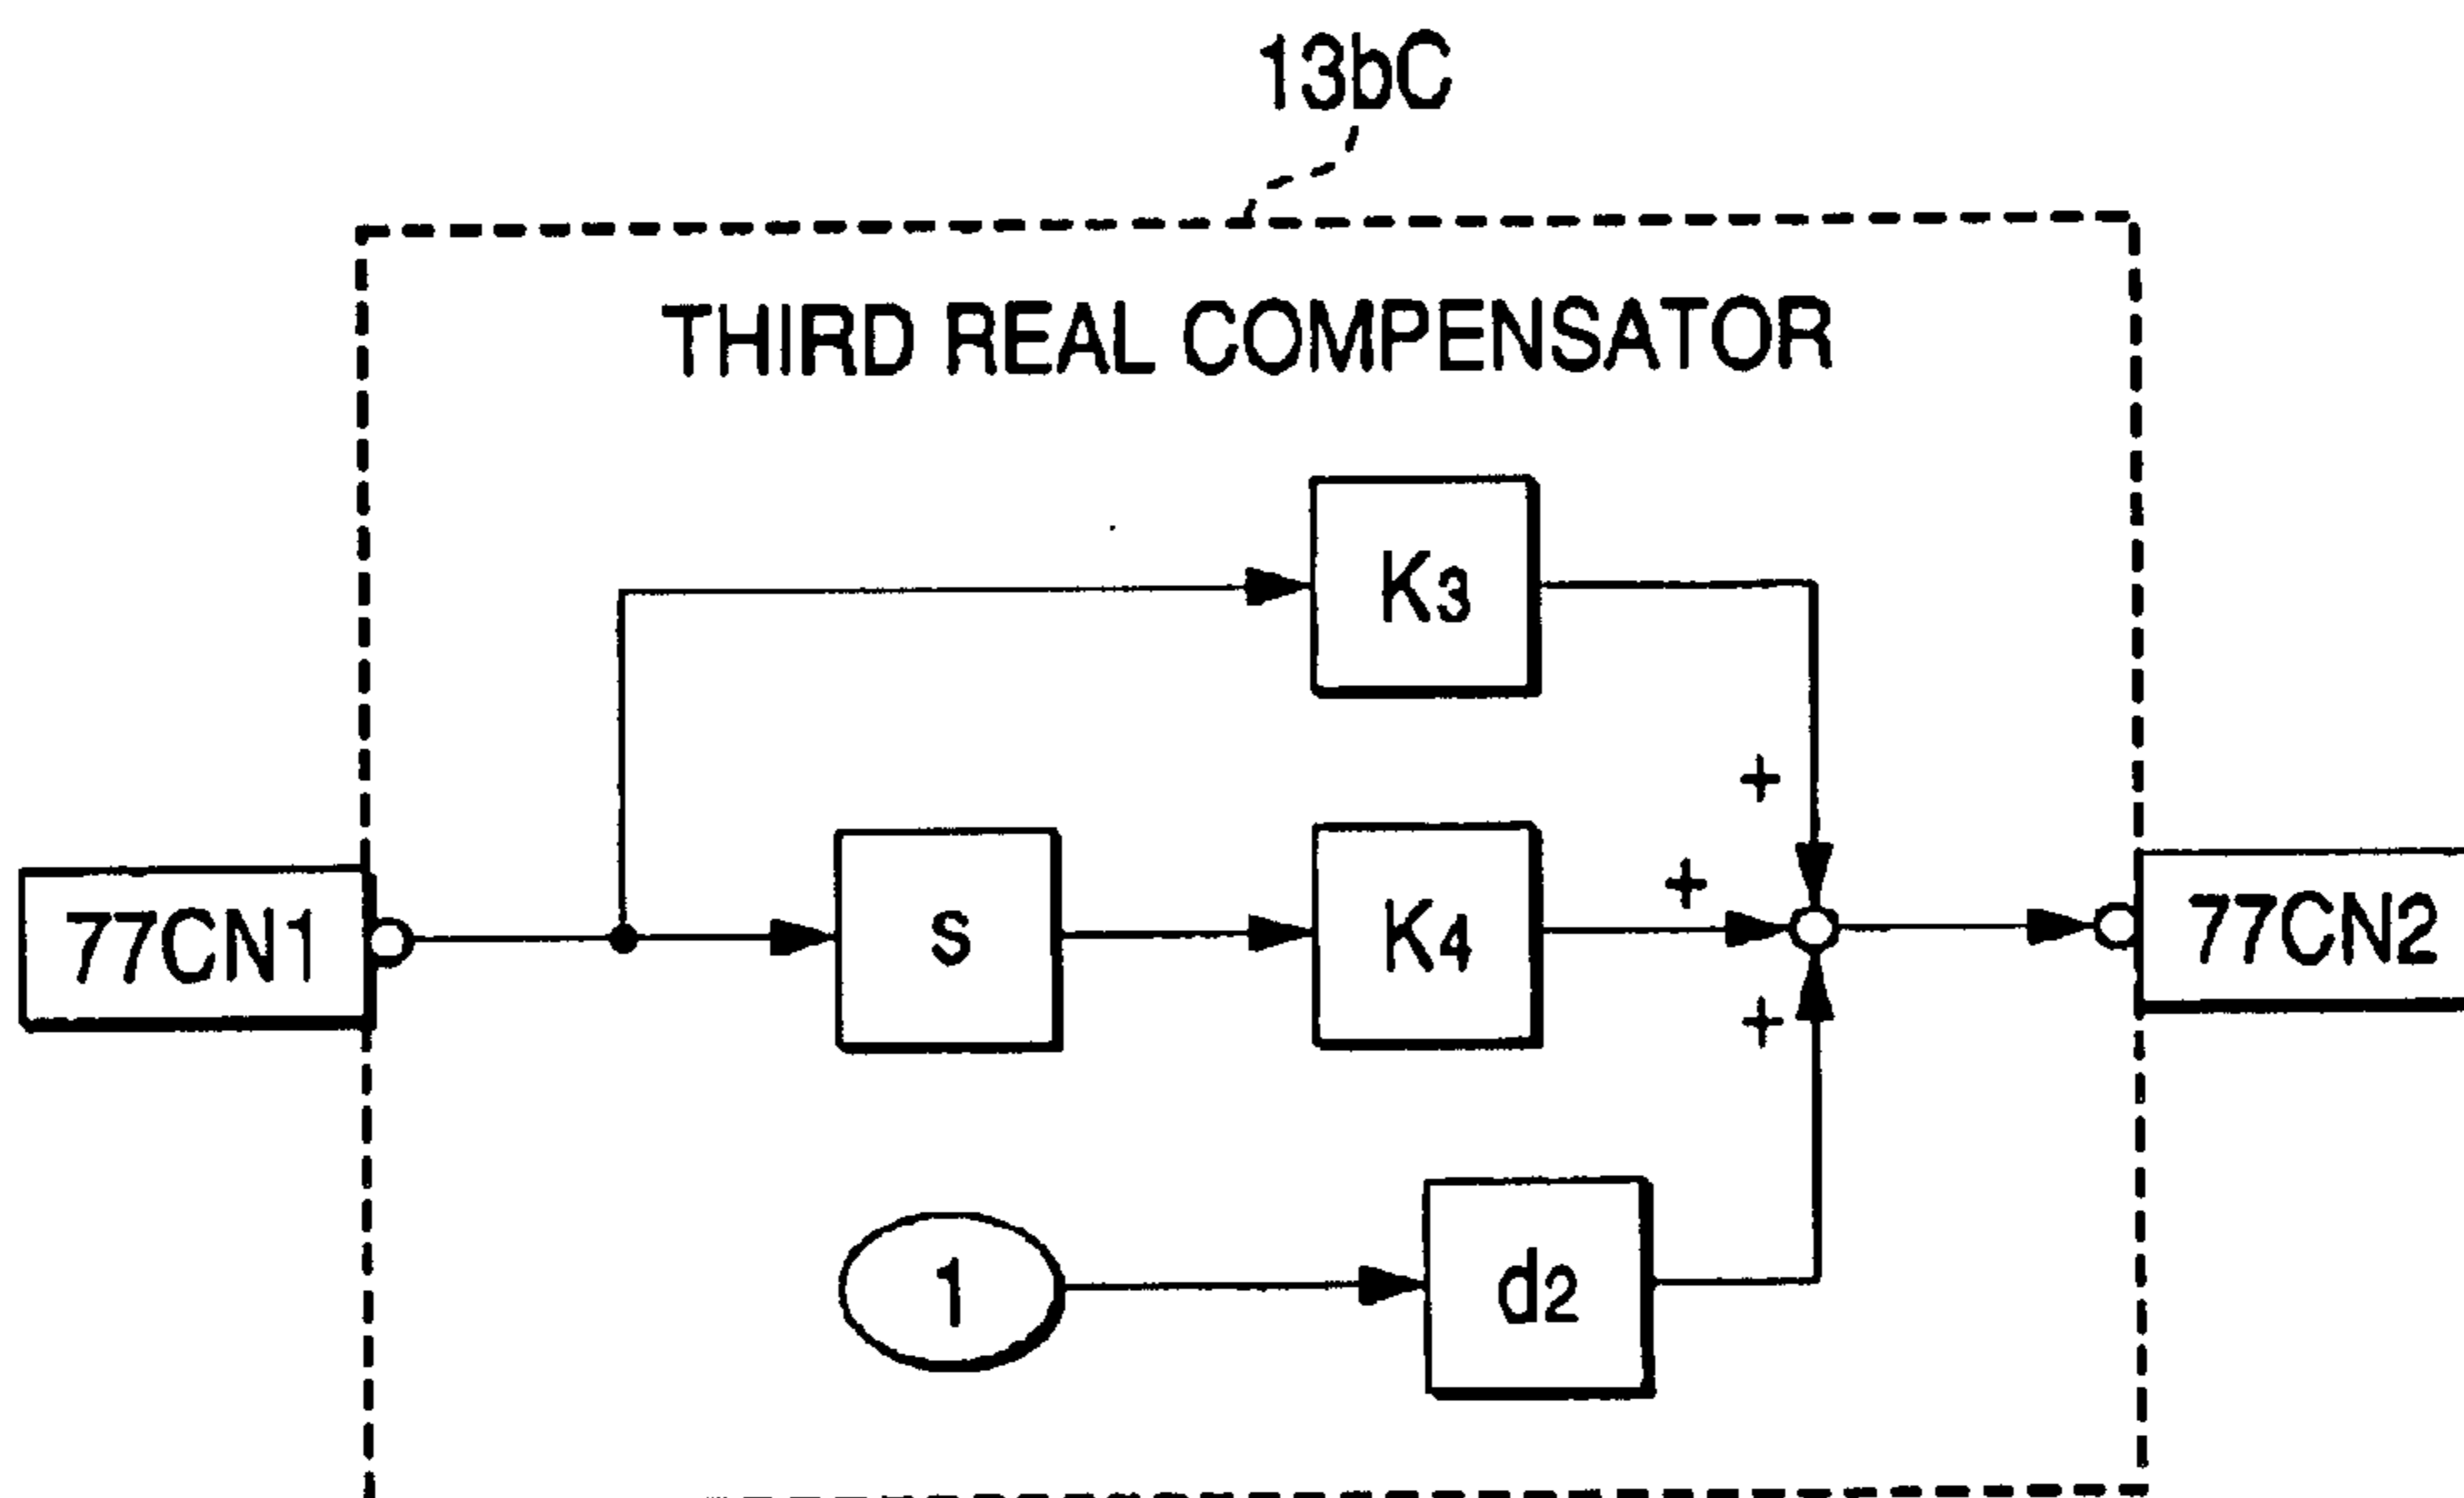 13bC
THIRD REAL COMPENSATOR
K3
+
+
77CN1
s
K4
77CN2
+
1
d2